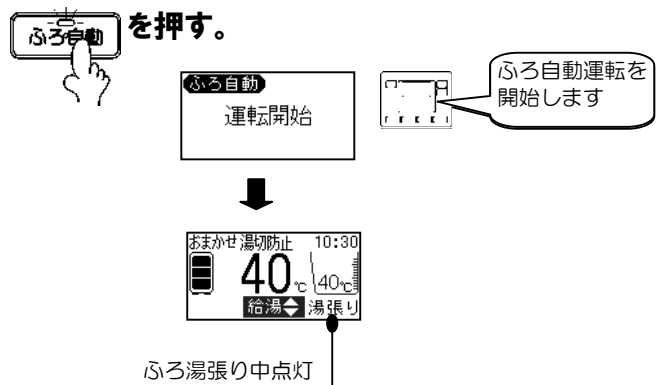 ふろ自動 を押す。
ふろ自動
運転開始
ふろ自動運転を
開始します
おまかせ 湯切防止 10:30
40℃ 40℃
給湯 湯張り
ふろ湯張り中点灯